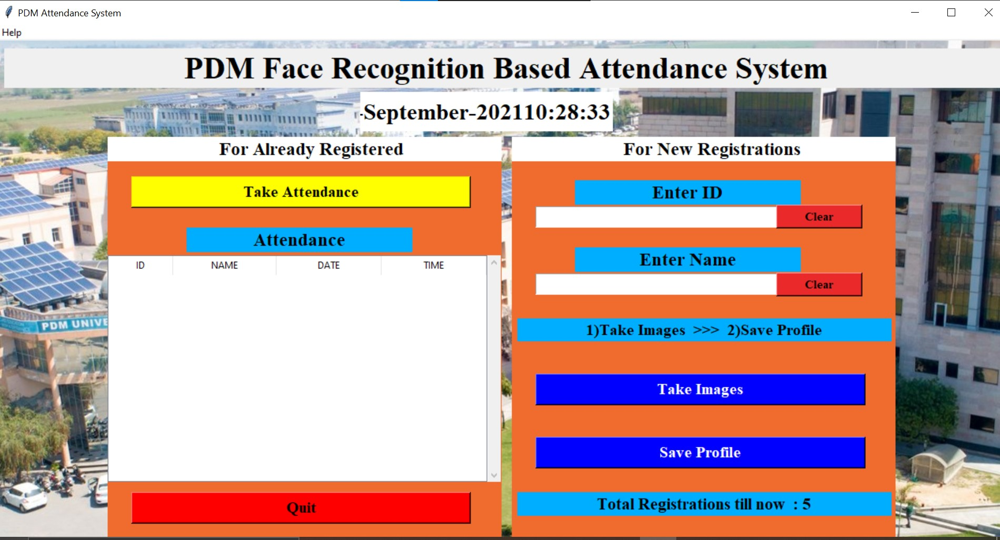 PDM Attendance System
Help
PDM Face Recognition Based Attendance System
-September-202110:28:33
For Already Registered
Take Attendance
Attendance
ID NAME DATE TIME
Quit
For New Registrations
Enter ID
Clear
Enter Name
Clear
1)Take Images >>> 2)Save Profile
Take Images
Save Profile
Total Registrations till now : 5
PDM UNIVE